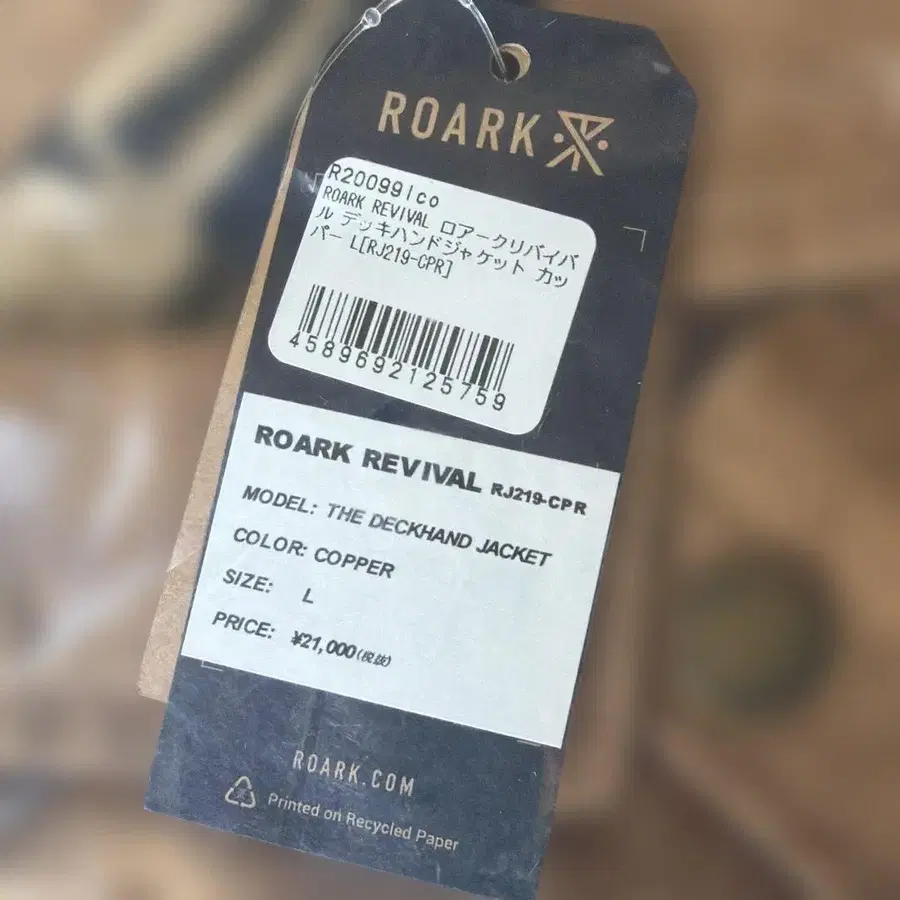 ROARK
R20099lco
ROARK REVIVAL ロアークリバイバ
ル デッキハンドジャケット カッ
パー L[RJ219-CPR]
4589692125759
ROARK REVIVAL RJ219-CPR
MODEL: THE DECKHAND JACKET
COLOR: COPPER
SIZE: L
PRICE: ¥21,000(税抜)
ROARK.COM
Printed on Recycled Paper